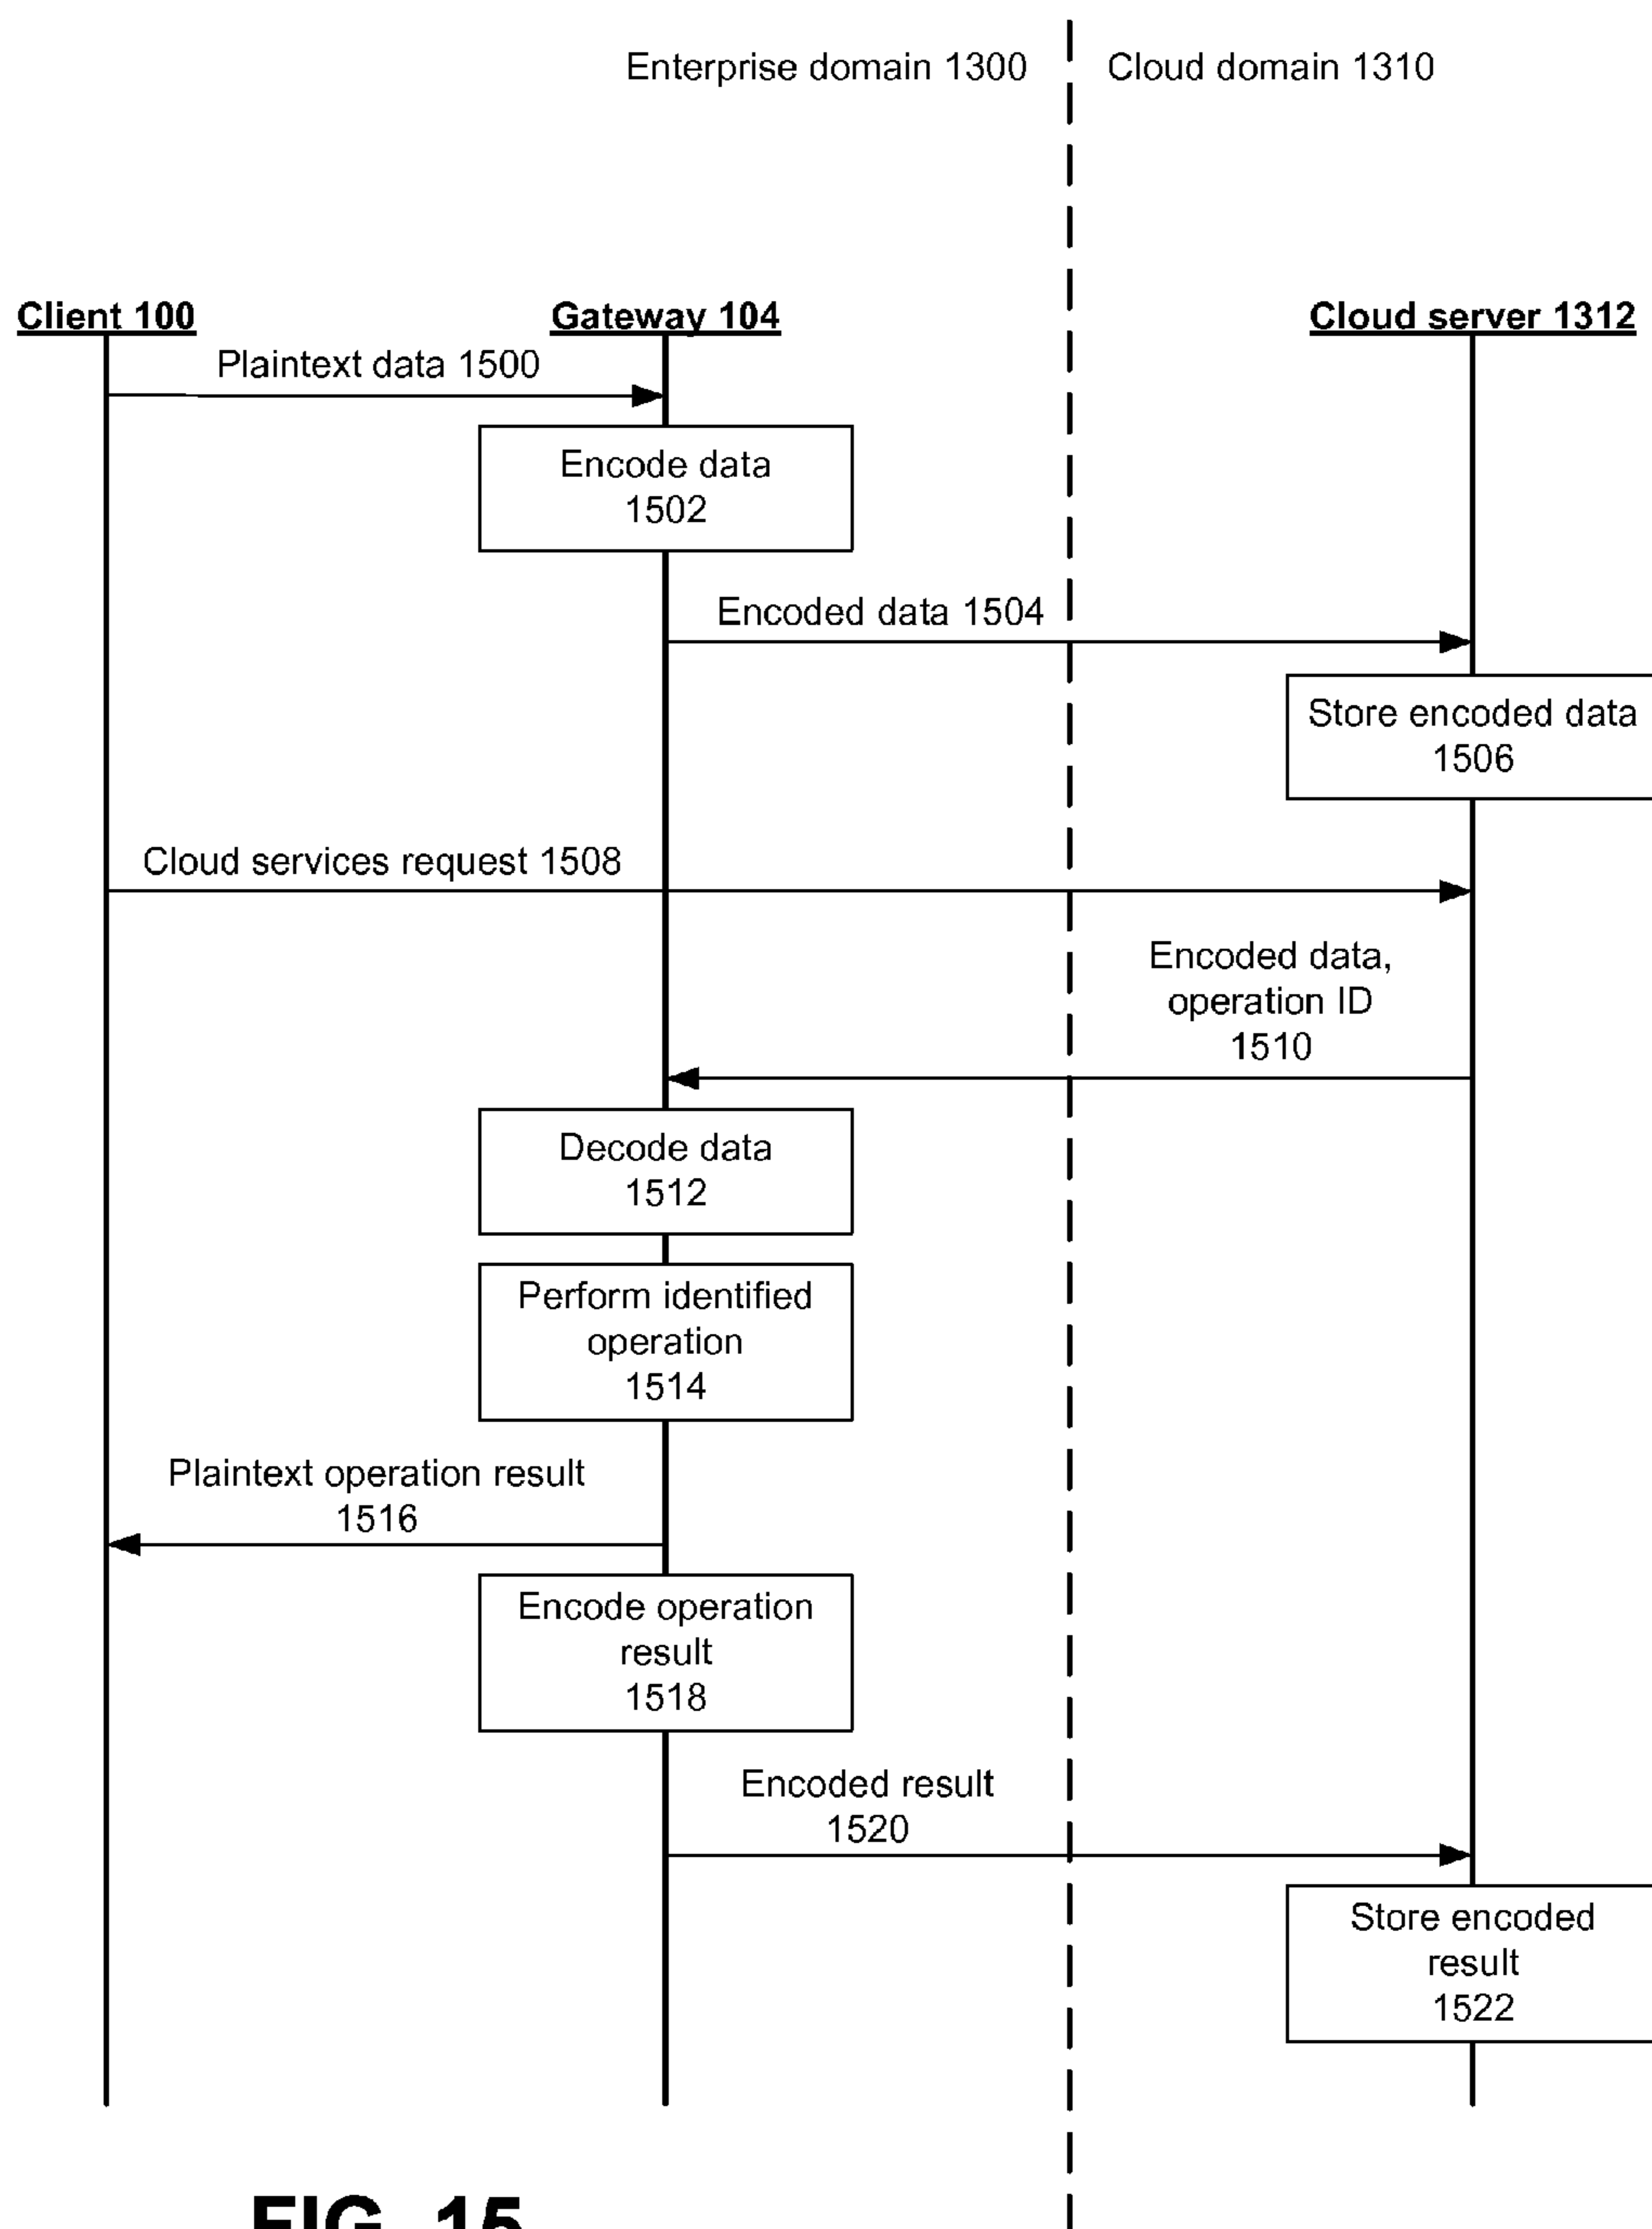 Enterprise domain 1300
Cloud domain 1310
Client 100
Gateway 104
Cloud server 1312
Plaintext data 1500
Encode data
1502
Encoded data 1504
Store encoded data
1506
Cloud services request 1508
Encoded data,
operation ID
1510
Decode data
1512
Perform identified
operation
1514
Plaintext operation result
1516
Encode operation
result
1518
Encoded result
1520
Store encoded
result
1522
FIG. 15